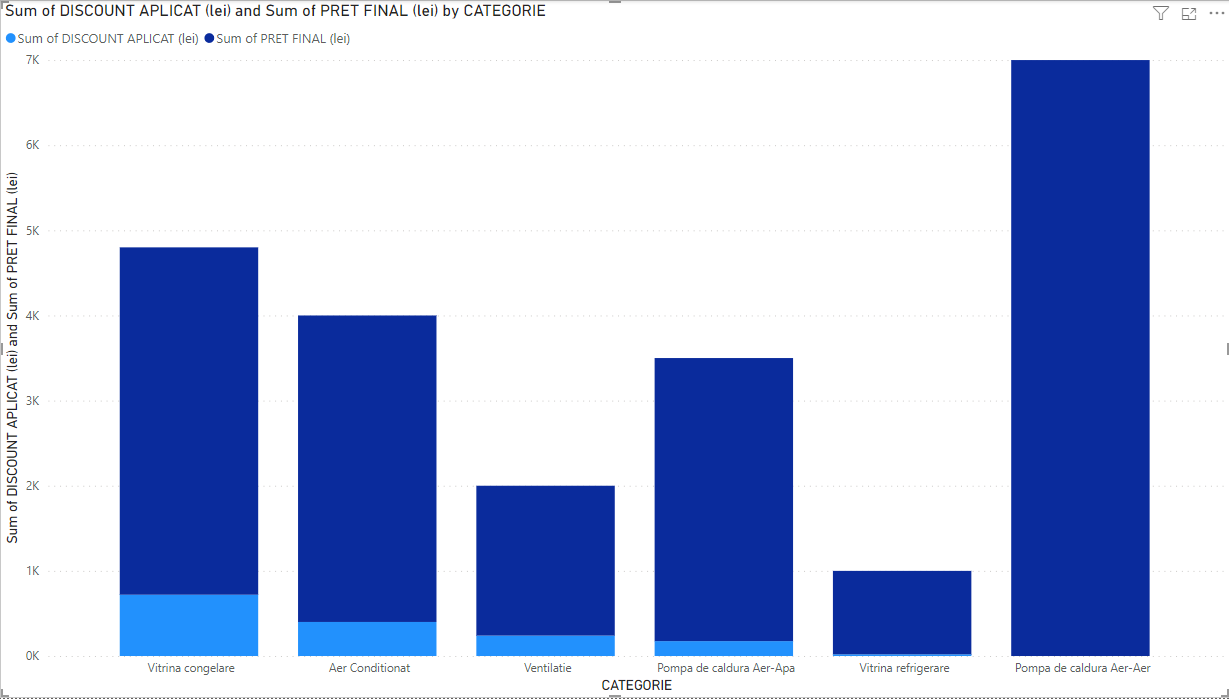 Sum of DISCOUNT APLICAT (lei) and Sum of PRET FINAL (lei) by CATEGORIE
Sum of DISCOUNT APLICAT (lei) Sum of PRET FINAL (lei)
Sum of DISCOUNT APLICAT (lei) and Sum of PRET FINAL (lei)
7K
6K
5K
4K
3K
2K
1K
0K
Vitrina congelare Aer Conditionat Ventilatie Pompa de caldura Aer-Apa Vitrina refrigerare Pompa de caldura Aer-Aer
CATEGORIE